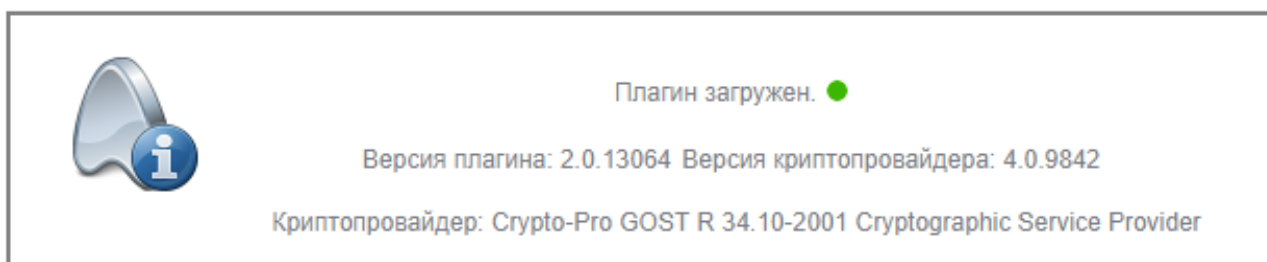 Плагин загружен.
Версия плагина: 2.0.13064 Версия криптопровайдера: 4.0.9842
Криптопровайдер: Crypto-Pro GOST R 34.10-2001 Cryptographic Service Provider